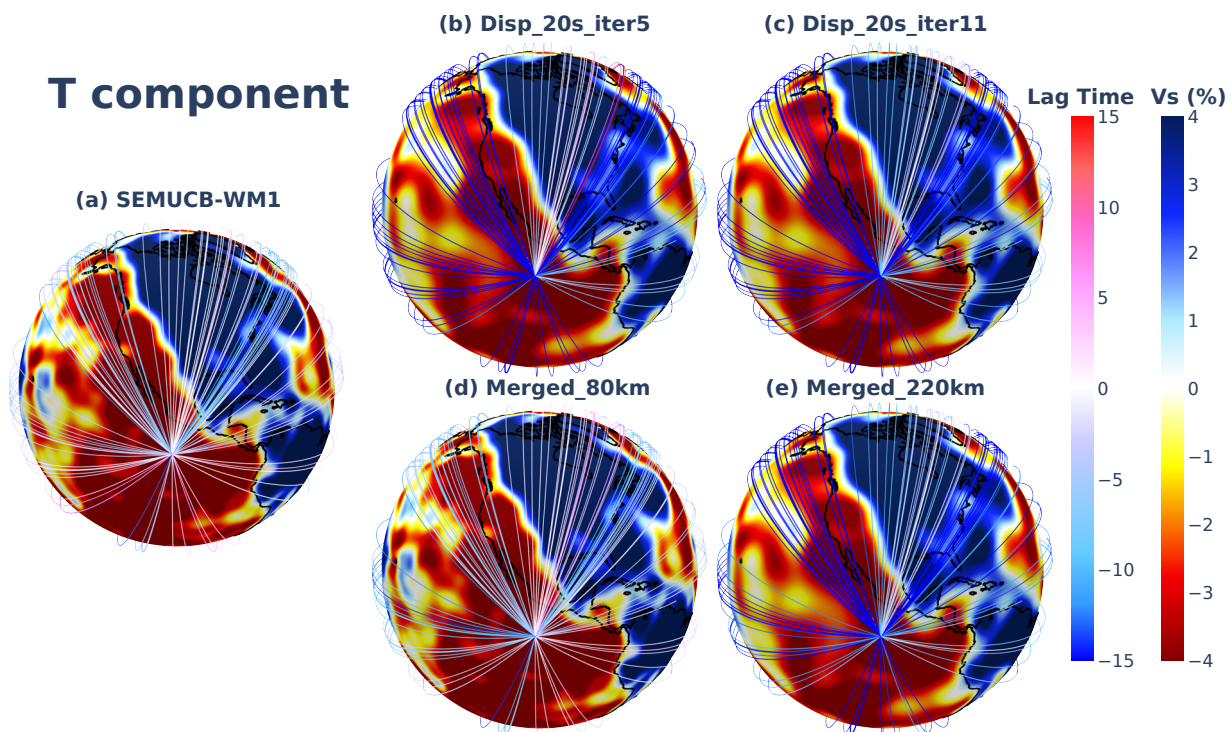 T component
(a) SEMUCB-WM1
(b) Disp_20s_iter5
(c) Disp_20s_iter11
(d) Merged_80km
(e) Merged_220km
Lag Time
15
10
5
0
−5
−10
−15
Vs (%)
4
3
2
1
0
−1
−2
−3
−4